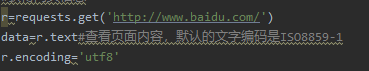 r=requests.get('http://www.baidu.com/')
data=r.text#查看页面内容，默认的文字编码是ISO8859-1
r.encoding='utf8'